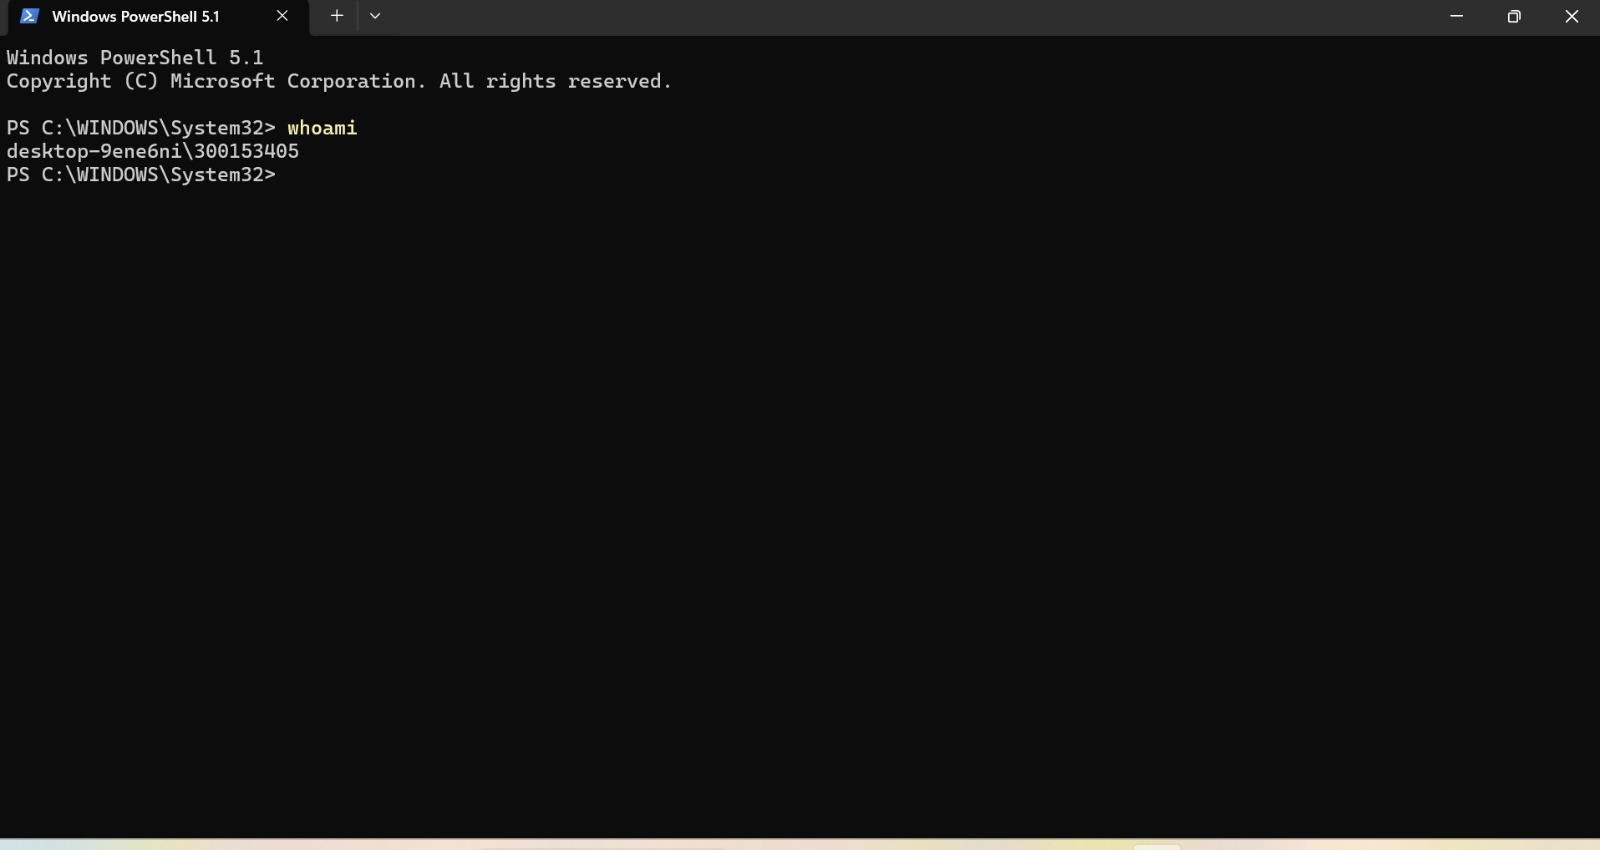 Windows PowerShell 5.1
Windows PowerShell 5.1
Copyright (C) Microsoft Corporation. All rights reserved.
PS C:\WINDOWS\System32> whoami
desktop-9ene6ni\300153405
PS C:\WINDOWS\System32>